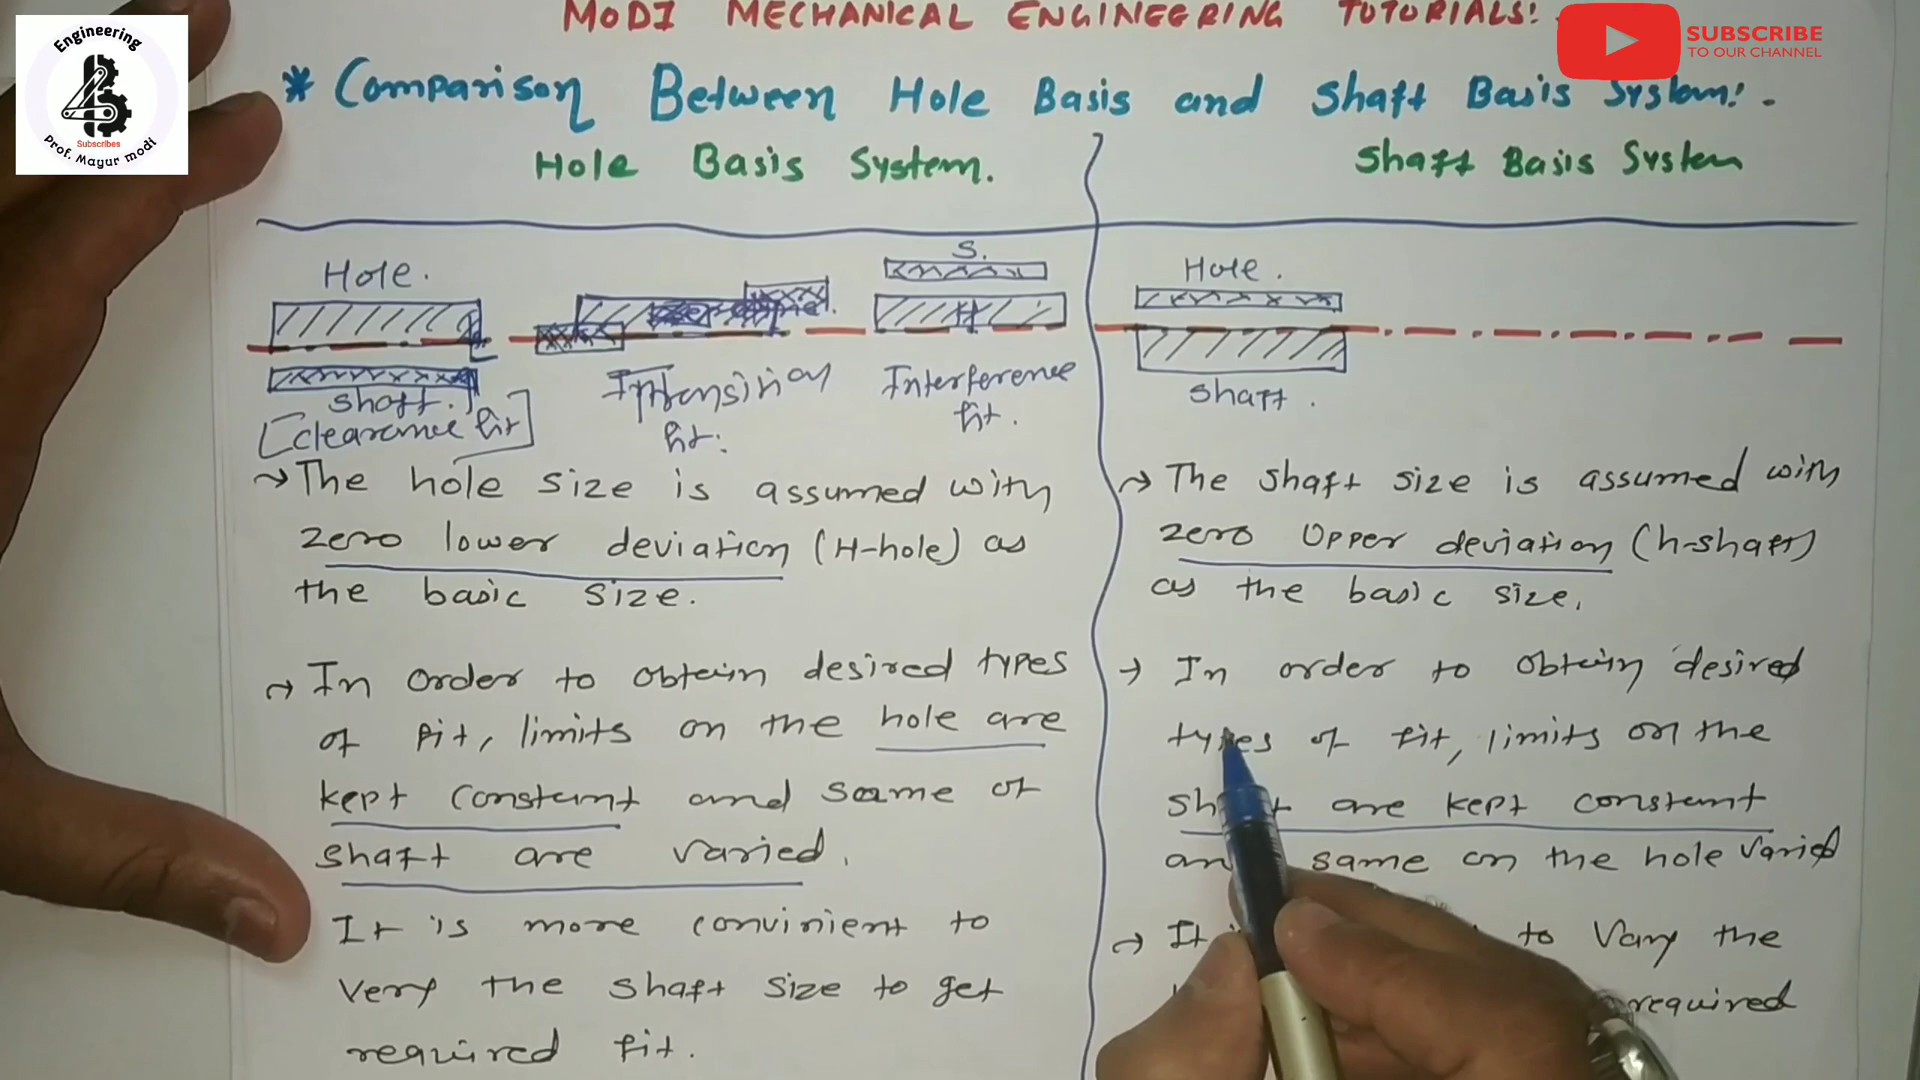 MODI MECHANICAL ENGINEERING TUTORIALS!
Engineering
Subscribes
Prof. Mayur modi
SUBSCRIBE
TO OUR CHANNEL
* Comparison Between Hole Basis and Shaft Basis System:-
Hole Basis System.
Hole.
shaft.
[clearance fit]
fit.
S.
Interference
fit.
→ The hole size is assumed with
zero lower deviation (H-hole) as
the basic size.
→ In order to obtain desired types
of fit, limits on the hole are
kept constant and same of
shaft are varied.
It is more convinient to
very the shaft size to get
required fit.
Shaft Basis System
Hole.
shaft.
→ The shaft size is assumed with
zero Upper deviation (h-shaft)
as the basic size.
→ In order to obtain desired
types of fit, limits on the
shaft are kept constant
same on the hole varied
→ It to vary the
required